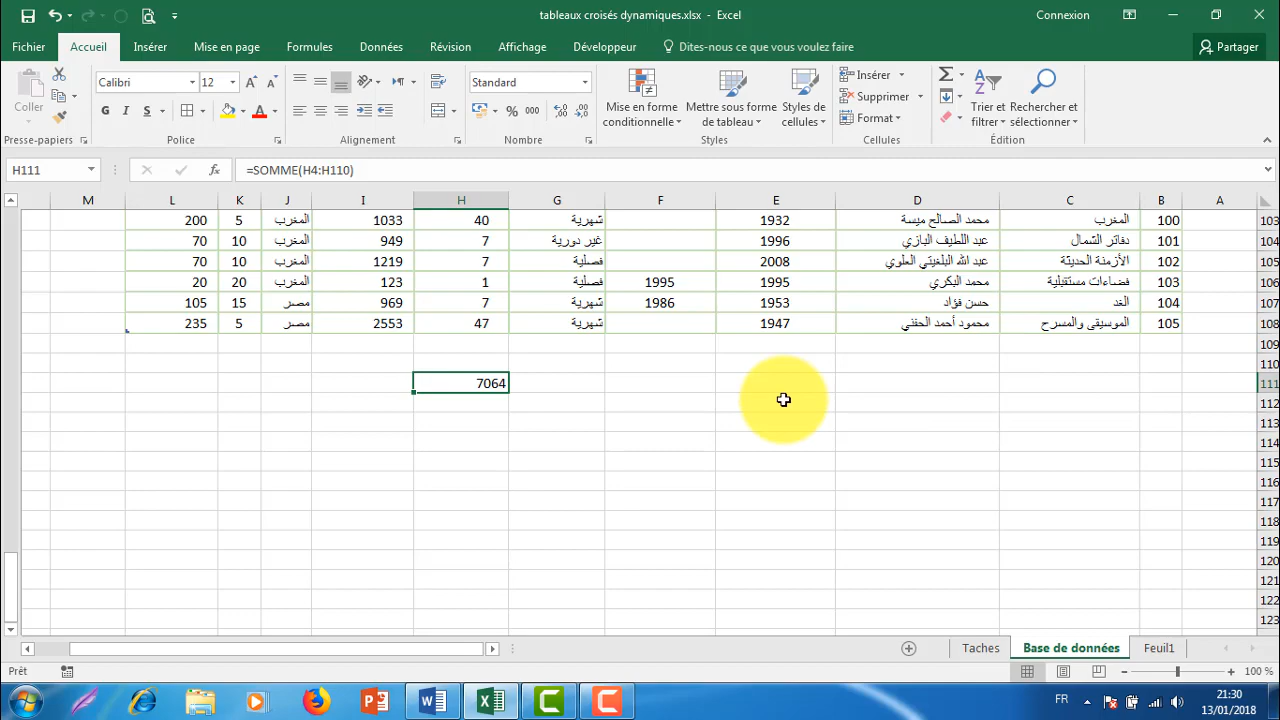 tableaux croisés dynamiques.xlsx - Excel
Connexion
Fichier Accueil Insérer Mise en page Formules Données Révision Affichage Développeur Dites-nous ce que vous voulez faire Partager
Coller
Calibri 12
Standard
Mise en forme conditionnelle
Mettre sous forme de tableau
Styles de cellules
Insérer
Supprimer
Format
Trier et filtrer
Rechercher et sélectionner
G I S
% 000
Presse-papiers Police Alignement Nombre Styles Cellules Édition
H111 fx =SOMME(H4:H110)
M L K J I H G F E D C B A
200 5 المغرب 1033 40 شهرية 1932 محمد الصالح ميسة المغرب 100 103
70 10 المغرب 949 7 غير دورية 1996 عبد اللطيف البازي دفاتر الشمال 101 104
70 10 المغرب 1219 7 فصلية 2008 عبد الله البلغيتي العلوي الأزمنة الحديثة 102 105
20 20 المغرب 123 1 فصلية 1995 1995 محمد البكري فضاءات مستقبلية 103 106
105 15 مصر 969 7 شهرية 1986 1953 حسن فؤاد الغد 104 107
235 5 مصر 2553 47 شهرية 1947 محمود أحمد الحفني الموسيقى والمسرح 105 108
109
110
7064 111
112
113
114
115
116
117
118
119
120
121
122
123
Taches Base de données Feuil1
Prêt
100 %
FR
21:30
13/01/2018